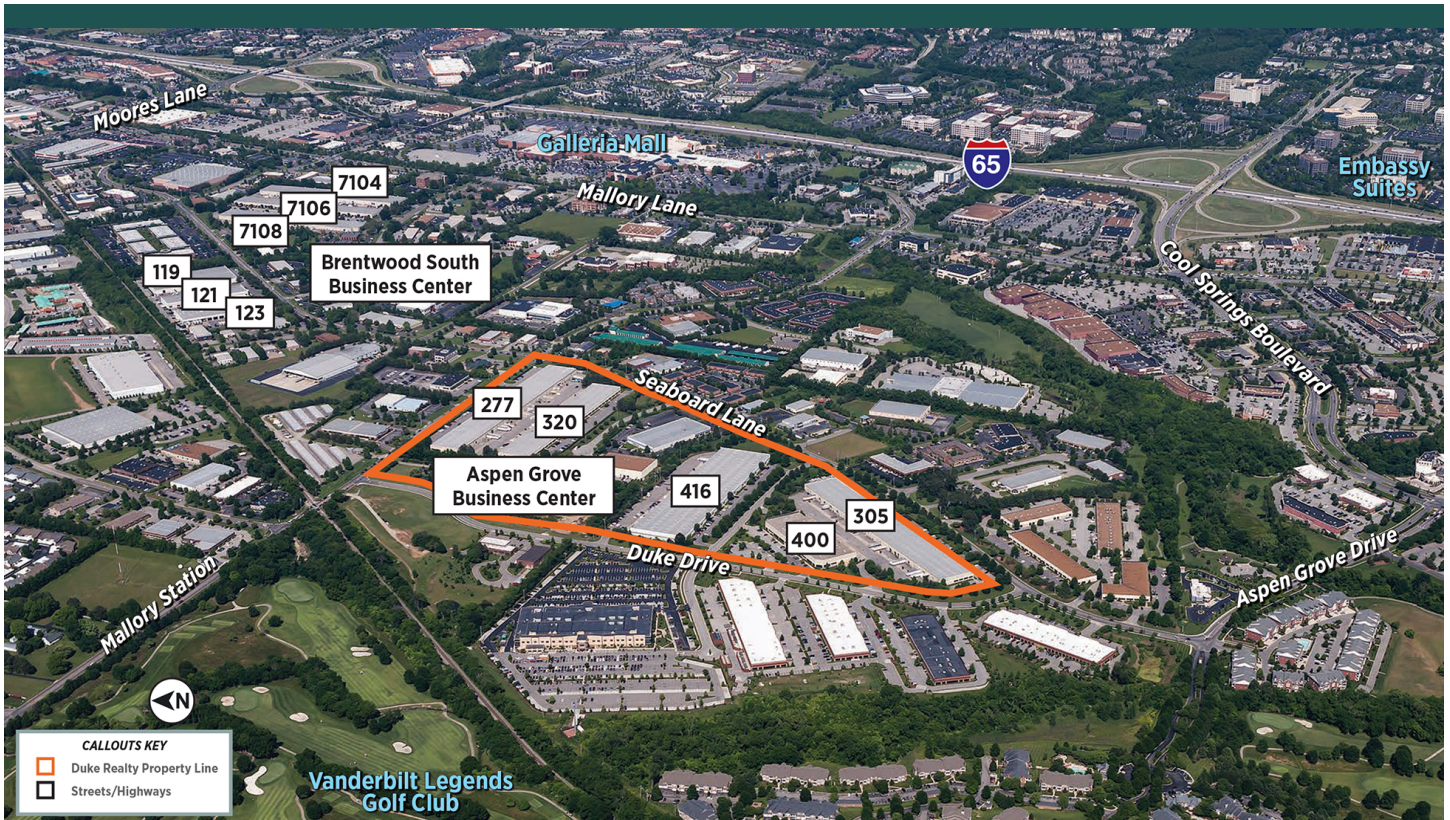 Moores Lane
Galleria Mall
65
Embassy
Suites
7104
7106
7108
Mallory Lane
Brentwood South
Business Center
119
121
123
Cool Springs Boulevard
277
320
Seaboard Lane
Aspen Grove
Business Center
416
305
400
Duke Drive
Aspen Grove Drive
Mallory Station
N
CALLOUTS KEY
Duke Realty Property Line
Streets/Highways
Vanderbilt Legends
Golf Club